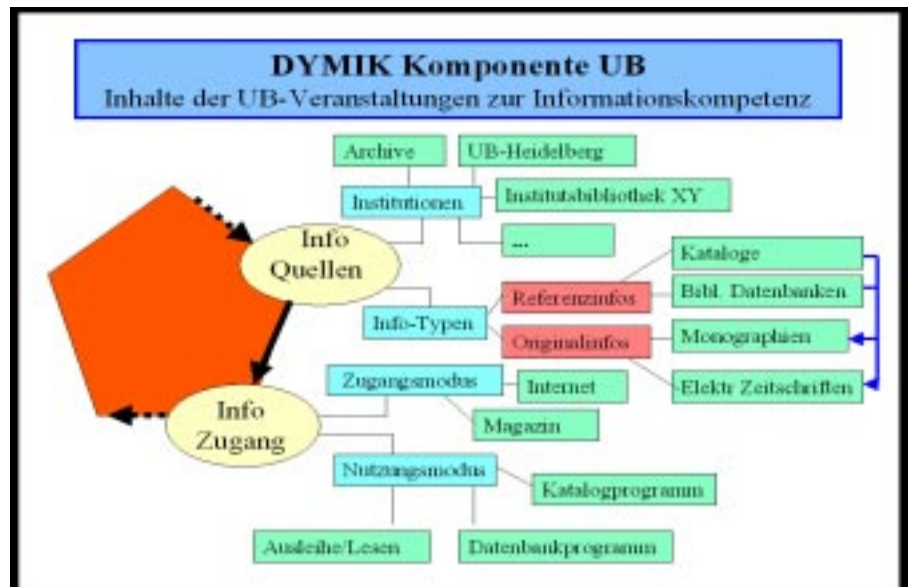 DYMIK Komponente UB
Inhalte der UB-Veranstaltungen zur Informationskompetenz
Archive
UB-Heidelberg
Institutionen
Institutsbibliothek XY
...
Info
Quellen
Kataloge
Referenzinfos
Bibl. Datenbanken
Info-Typen
Originalinfos
Monographien
Elektr Zeitschriften
Zugangsmodus
Internet
Magazin
Info
Zugang
Nutzungsmodus
Katalogprogramm
Ausleihe/Lesen
Datenbankprogramm